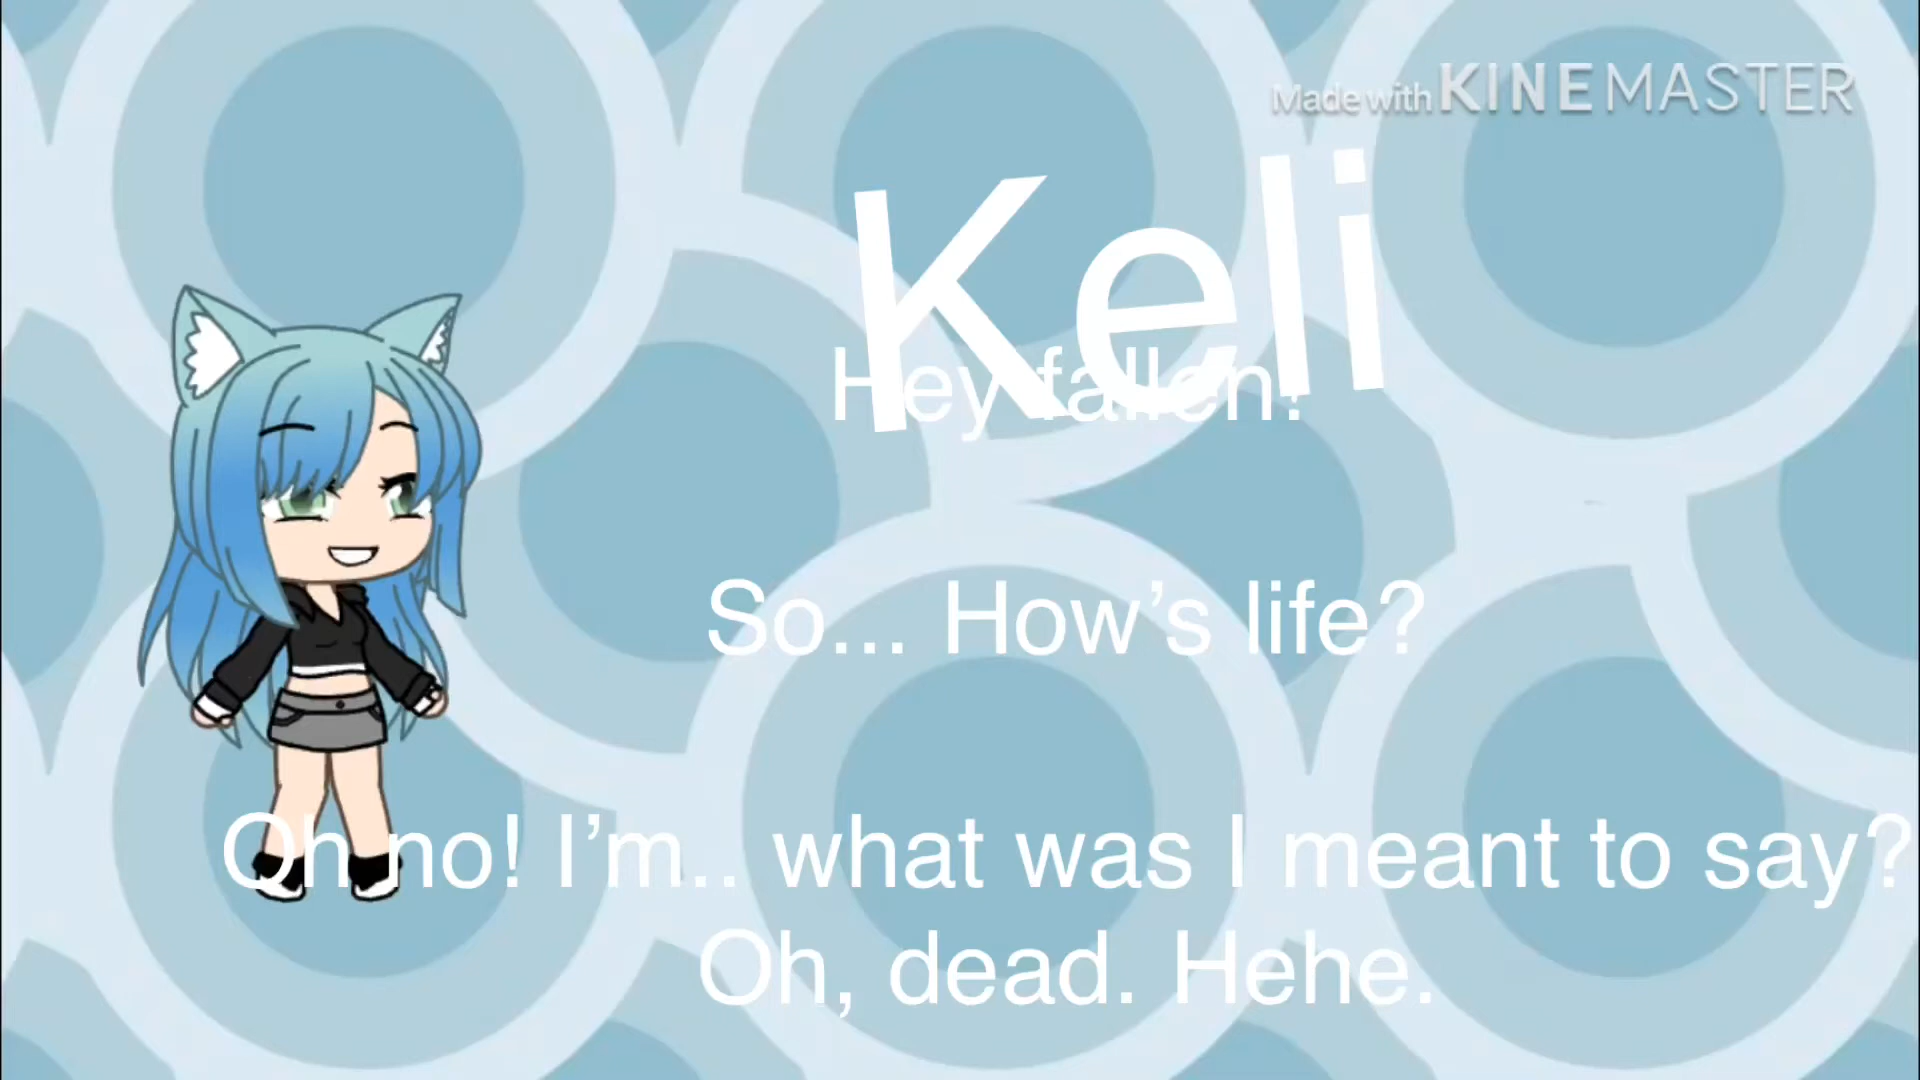 Made with KINEMASTER
Keli
Hey fallen!
So... How’s life?
Oh no! I’m.. what was I meant to say?
Oh, dead. Hehe.